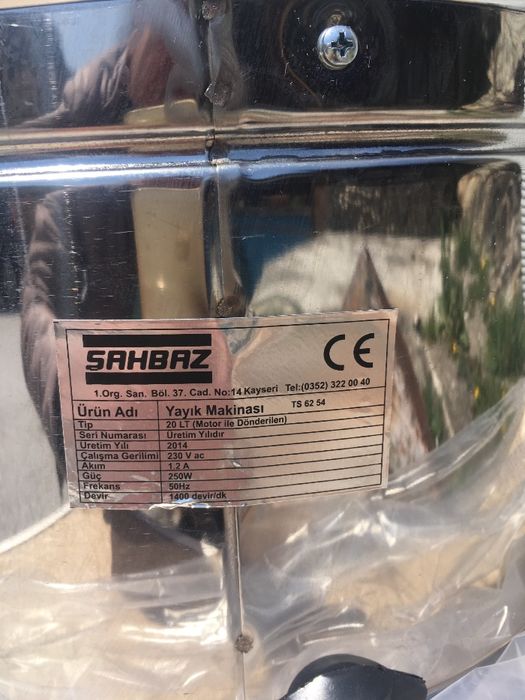 ŞAHBAZ
CE
1.Org. San. Böl. 37. Cad. No:14 Kayseri Tel:(0352) 322 00 40
Ürün Adı Yayık Makinası TS 62 54
Tip 20 LT (Motor ile Dönderilen)
Seri Numarası Üretim Yılıdır
Üretim Yılı 2014
Çalışma Gerilimi 230 V ac
Akım 1.2 A
Güç 250W
Frekans 50Hz
Devir 1400 devir/dk